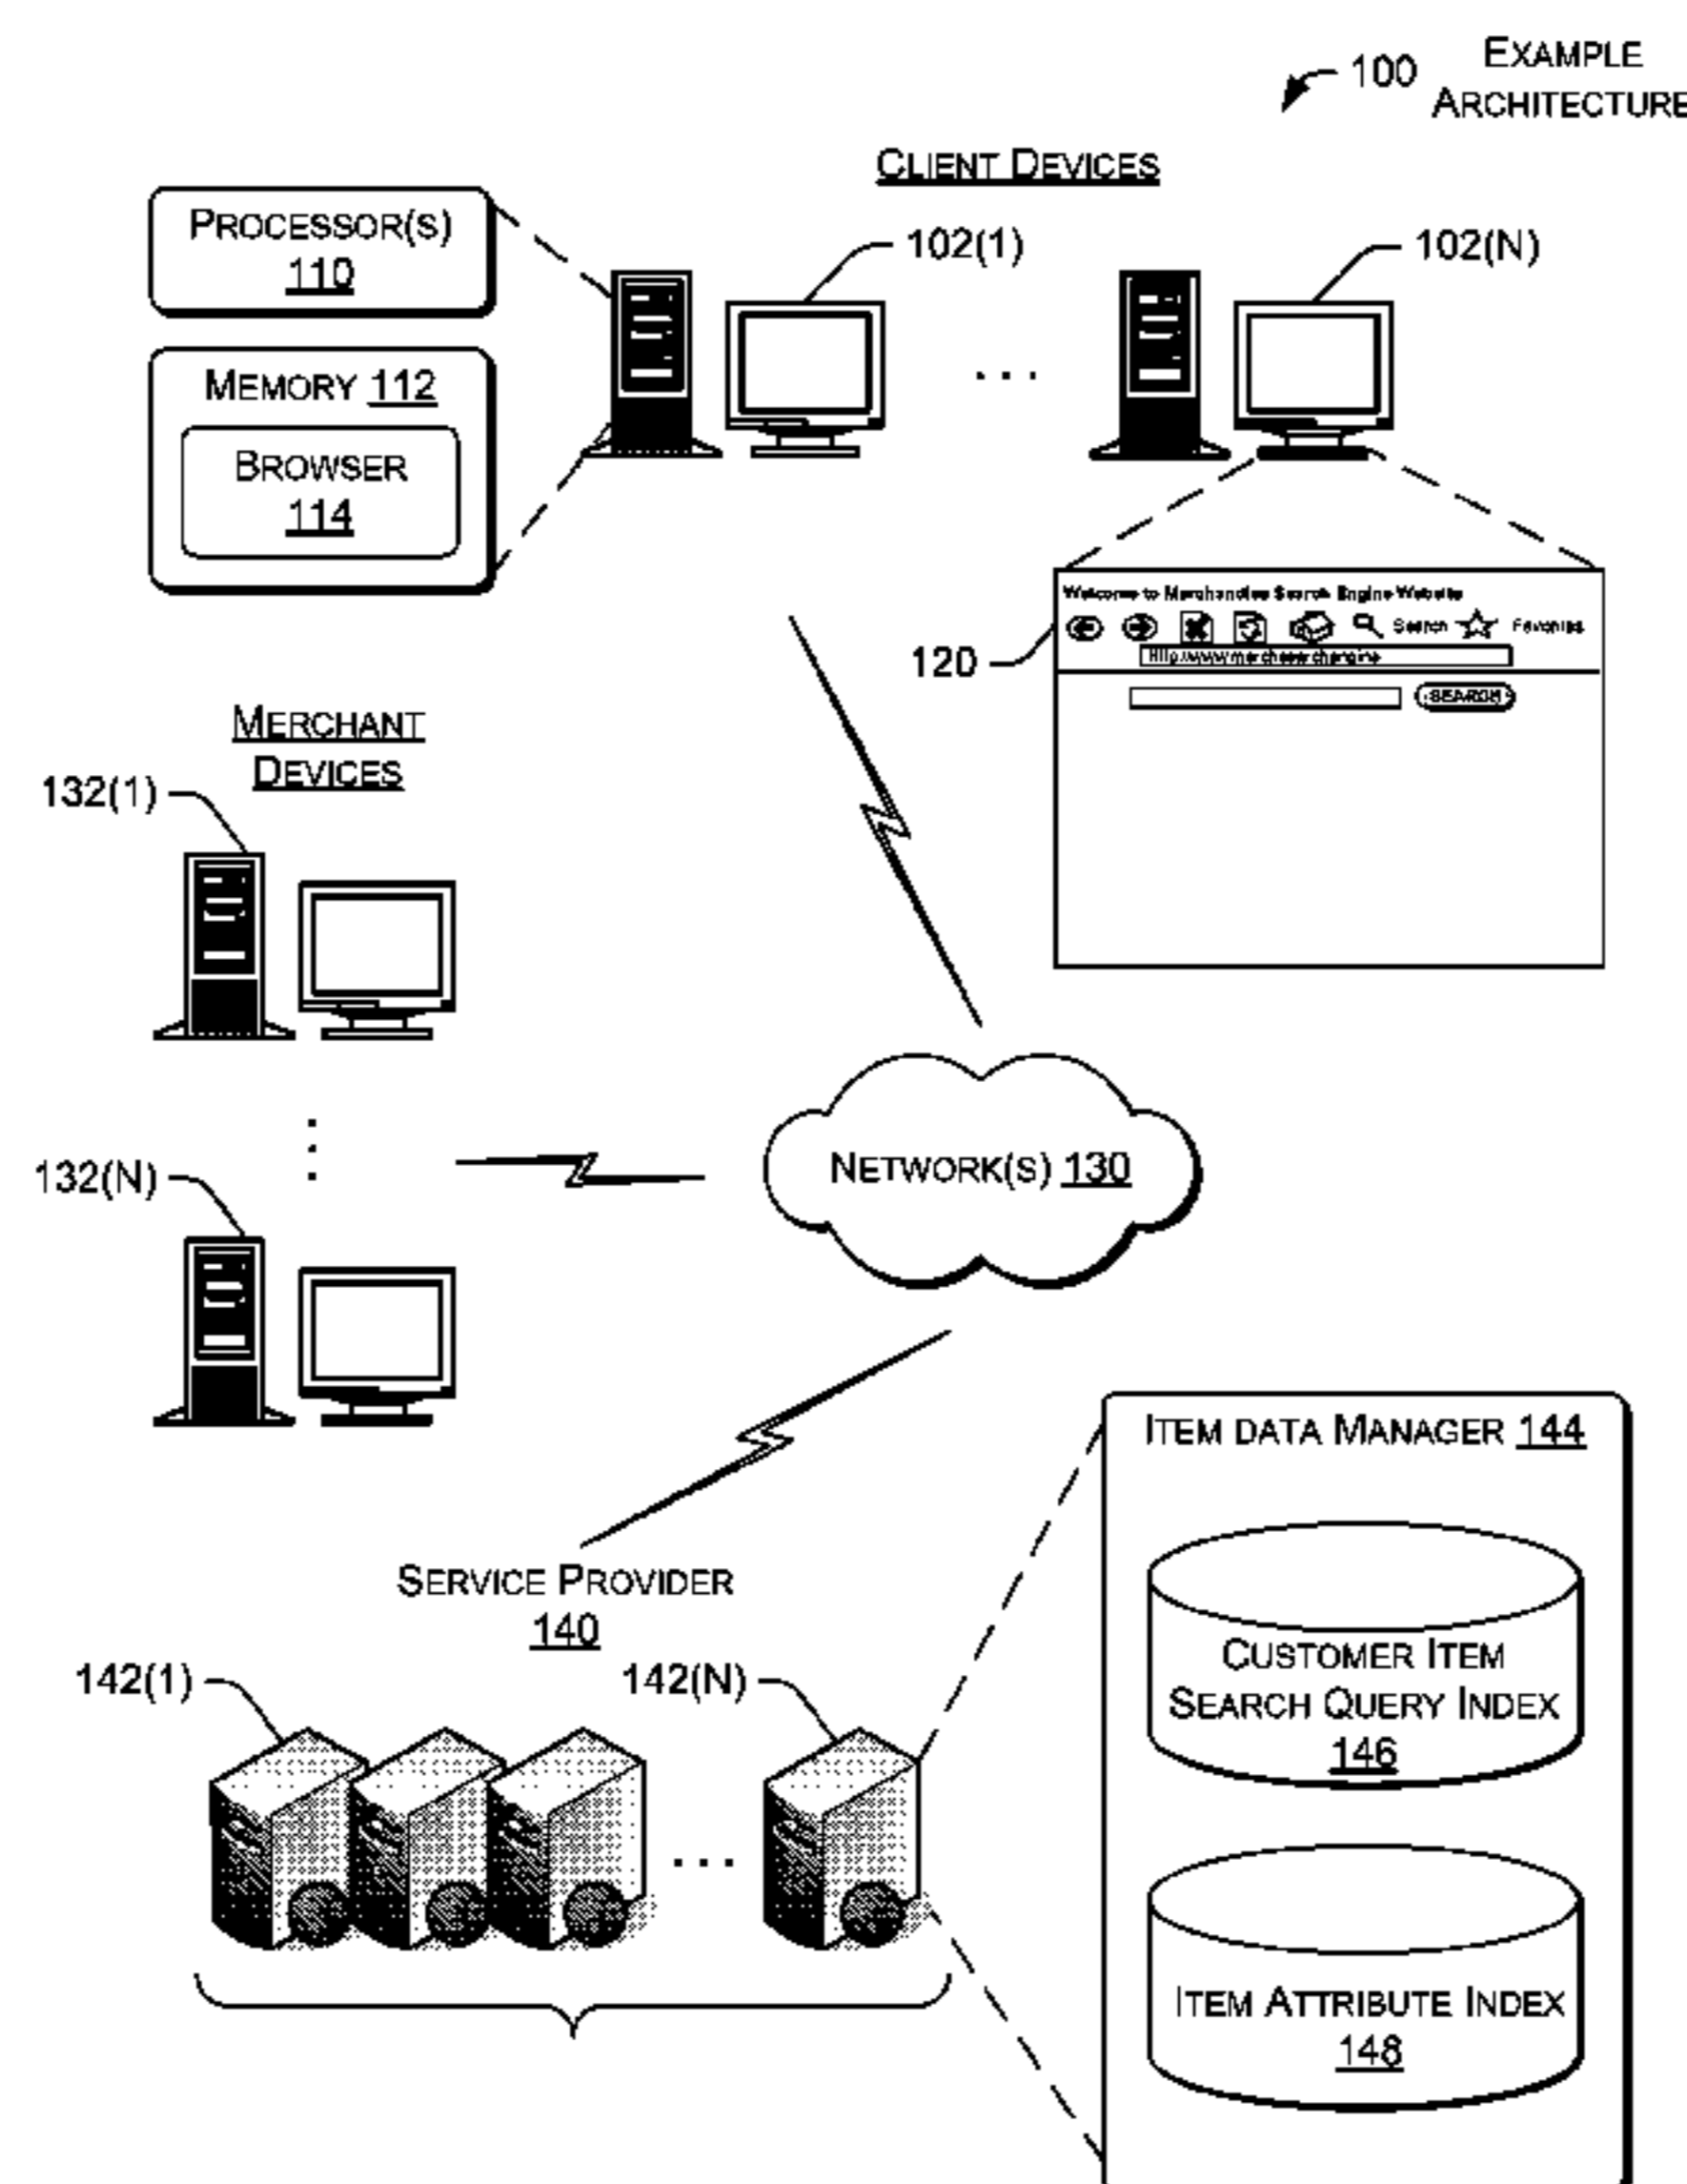 100 EXAMPLE
ARCHITECTURE
CLIENT DEVICES
PROCESSOR(S)
110
102(1)
102(N)
MEMORY 112
BROWSER
114
Welcome to Search Engine Website
Search Favorites
120
SEARCH
MERCHANT
DEVICES
132(1)
132(N)
NETWORK(S) 130
ITEM DATA MANAGER 144
SERVICE PROVIDER
140
142(1)
142(N)
CUSTOMER ITEM
SEARCH QUERY INDEX
146
ITEM ATTRIBUTE INDEX
148